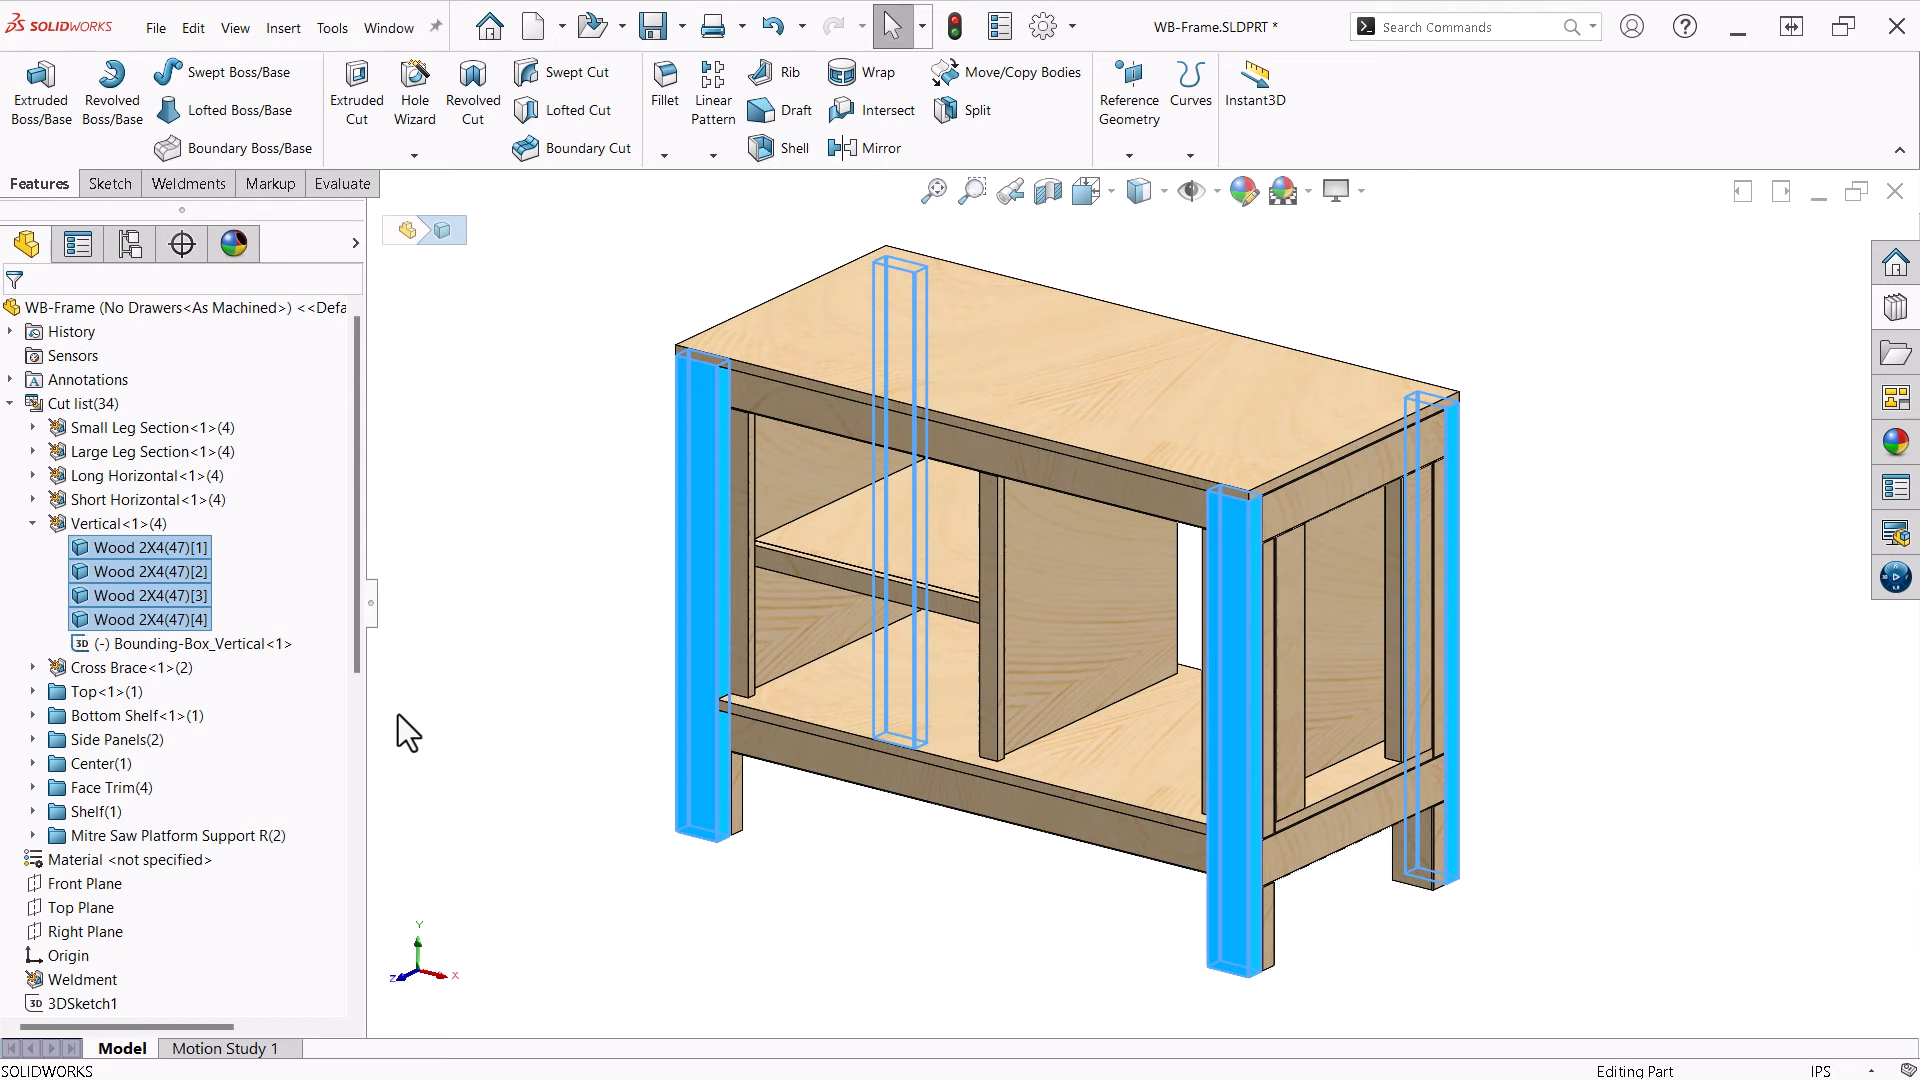 SOLIDWORKS File Edit View Insert Tools Window WB-Frame.SLDPRT * Search Commands
Extruded Boss/Base
Revolved Boss/Base
Swept Boss/Base
Lofted Boss/Base
Boundary Boss/Base
Extruded Cut
Hole Wizard
Revolved Cut
Swept Cut
Lofted Cut
Boundary Cut
Fillet
Linear Pattern
Rib
Draft
Shell
Wrap
Intersect
Mirror
Move/Copy Bodies
Split
Reference Geometry
Curves
Instant3D
Features Sketch Weldments Markup Evaluate
WB-Frame (No Drawers<As Machined>) <<Defa
History
Sensors
Annotations
Cut list(34)
Small Leg Section<1>(4)
Large Leg Section<1>(4)
Long Horizontal<1>(4)
Short Horizontal<1>(4)
Vertical<1>(4)
Wood 2X4(47)[1]
Wood 2X4(47)[2]
Wood 2X4(47)[3]
Wood 2X4(47)[4]
3D (-) Bounding-Box_Vertical<1>
Cross Brace<1>(2)
Top<1>(1)
Bottom Shelf<1>(1)
Side Panels(2)
Center(1)
Face Trim(4)
Shelf(1)
Mitre Saw Platform Support R(2)
Material <not specified>
Front Plane
Top Plane
Right Plane
Origin
Weldment
3D 3DSketch1
Y
Z X
Model Motion Study 1
SOLIDWORKS Editing Part IPS